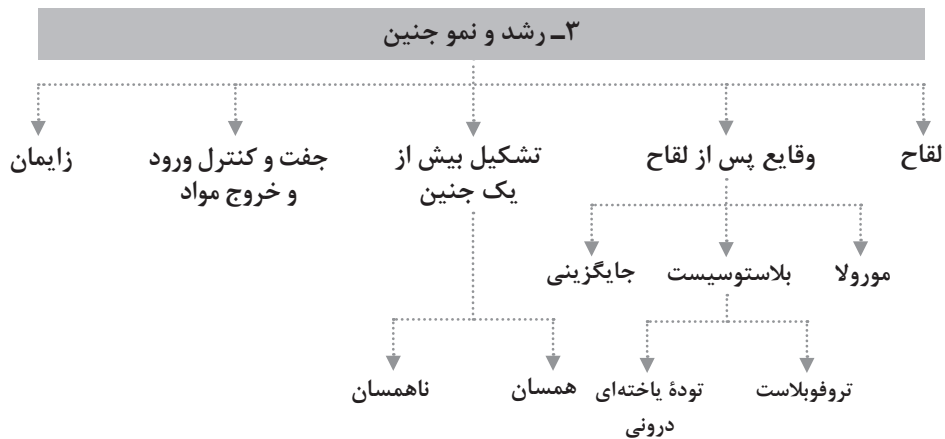 ۳ـ رشد و نمو جنین
لقاح
وقایع پس از لقاح
تشکیل بیش از
یک جنین
جفت و کنترل ورود
و خروج مواد
زایمان
مورولا
بلاستوسیست
جایگزینی
تروفوبلاست
تودهٔ یاخته‌ای
درونی
همسان
ناهمسان